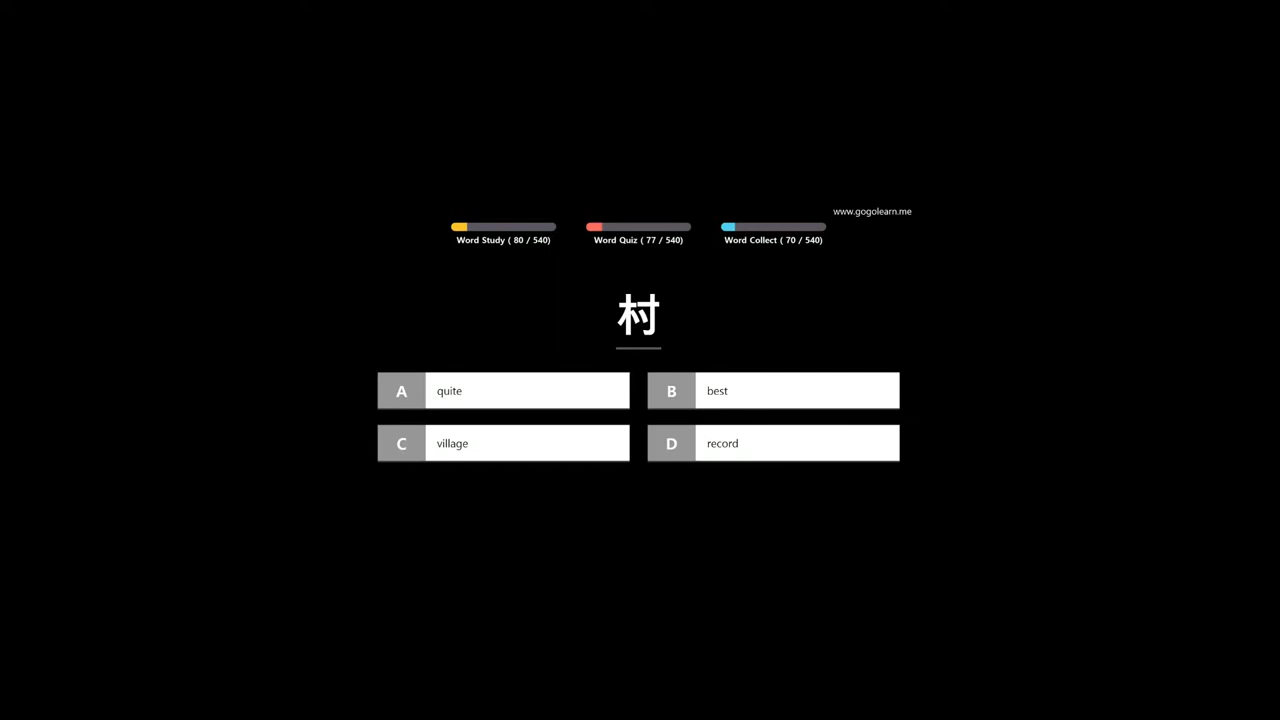 www.gogolearn.me
Word Study ( 80 / 540)
Word Quiz ( 77 / 540)
Word Collect ( 70 / 540)
村
A quite
B best
C village
D record